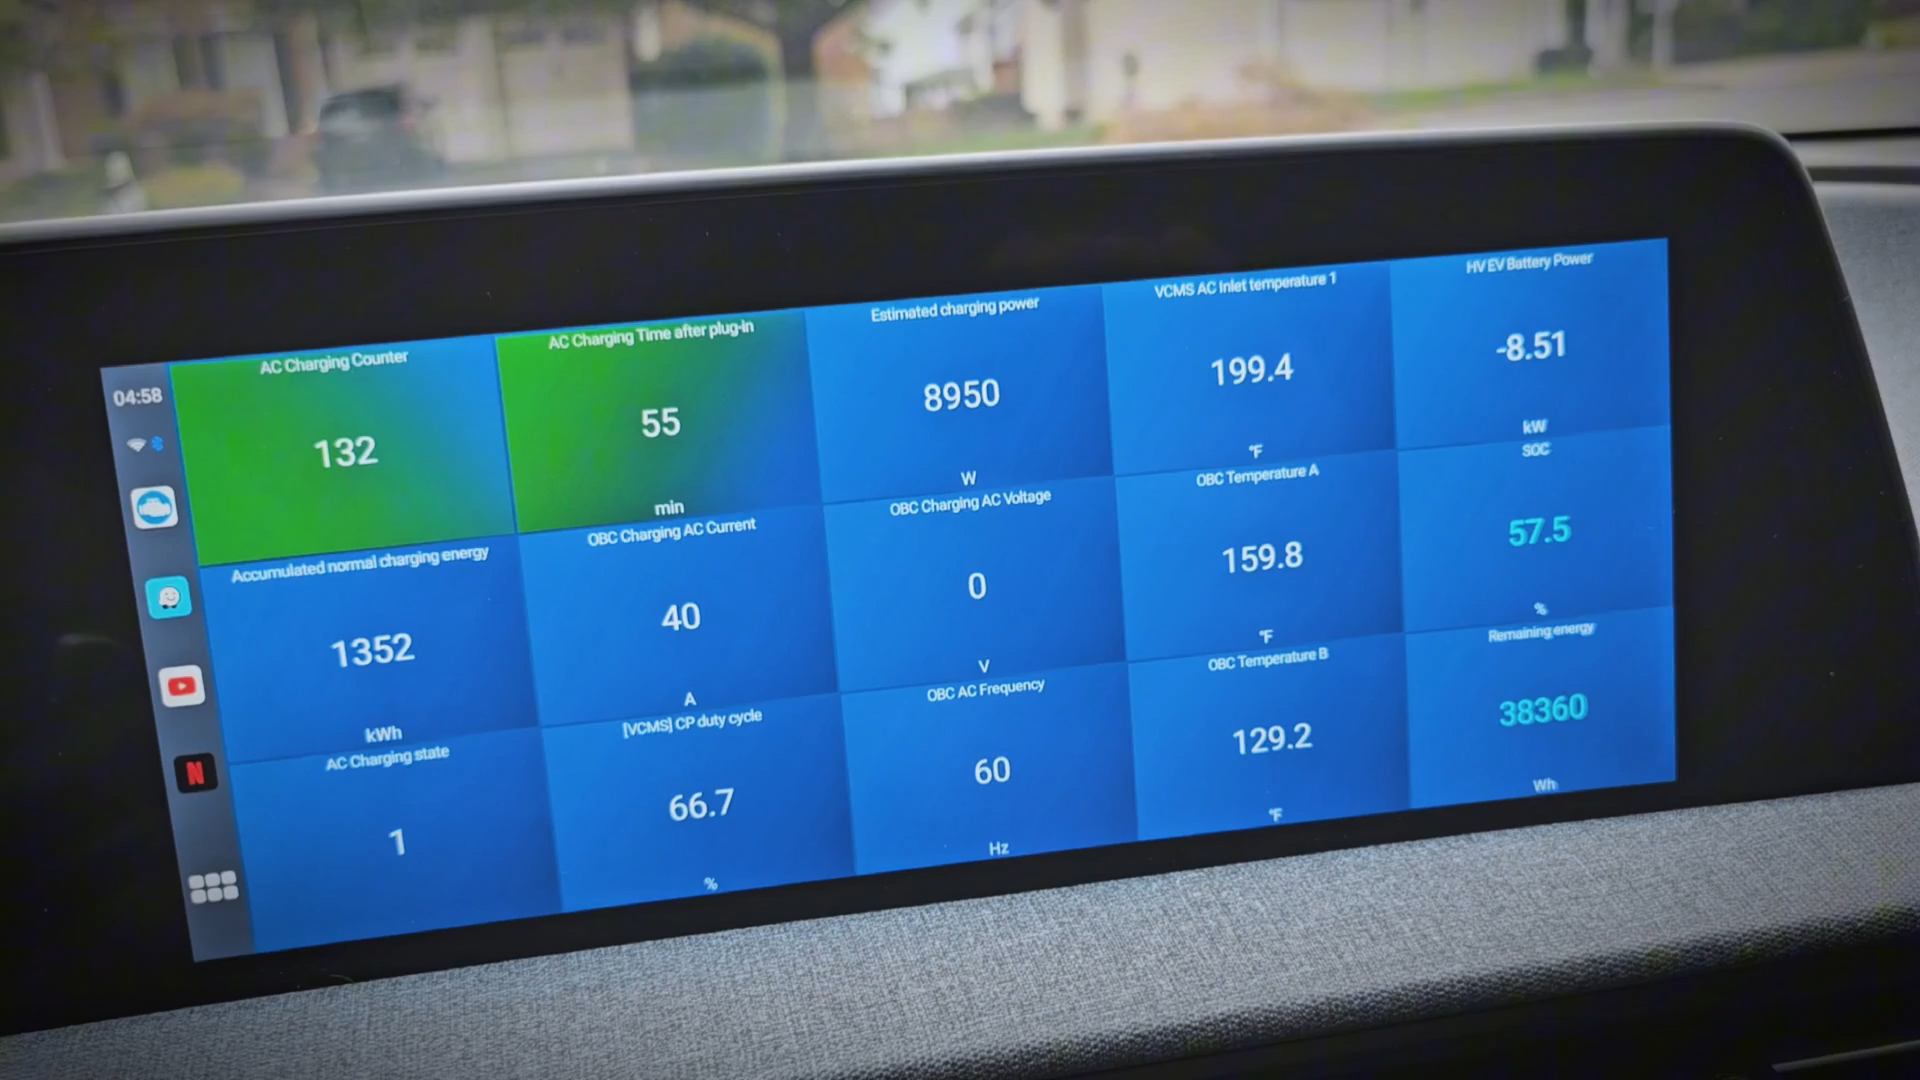 04:58
AC Charging Counter
132
AC Charging Time after plug-in
55
min
Estimated charging power
8950
W
VCMS AC Inlet temperature 1
199.4
°F
HV EV Battery Power
-8.51
kW
Accumulated normal charging energy
1352
kWh
OBC Charging AC Current
40
A
OBC Charging AC Voltage
0
V
OBC Temperature A
159.8
°F
SOC
57.5
%
AC Charging state
1
[VCMS] CP duty cycle
66.7
%
OBC AC Frequency
60
Hz
OBC Temperature B
129.2
°F
Remaining energy
38360
Wh
N